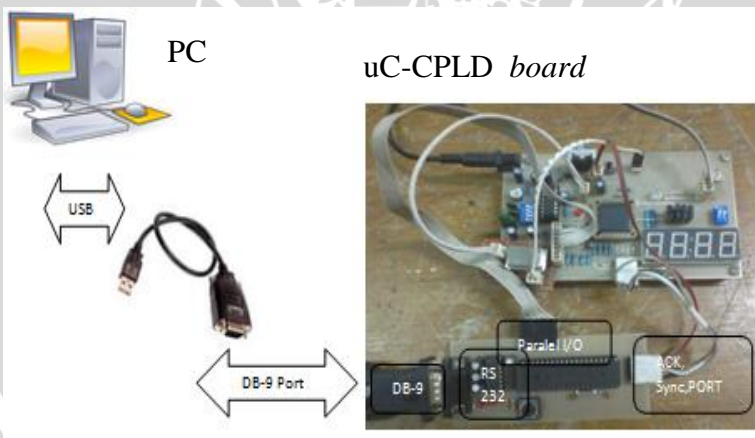 PC
uC-CPLD board
USB
Paralel I/O
DB-9 Port
DB-9
RS
232
ACK,
Sync,PORT